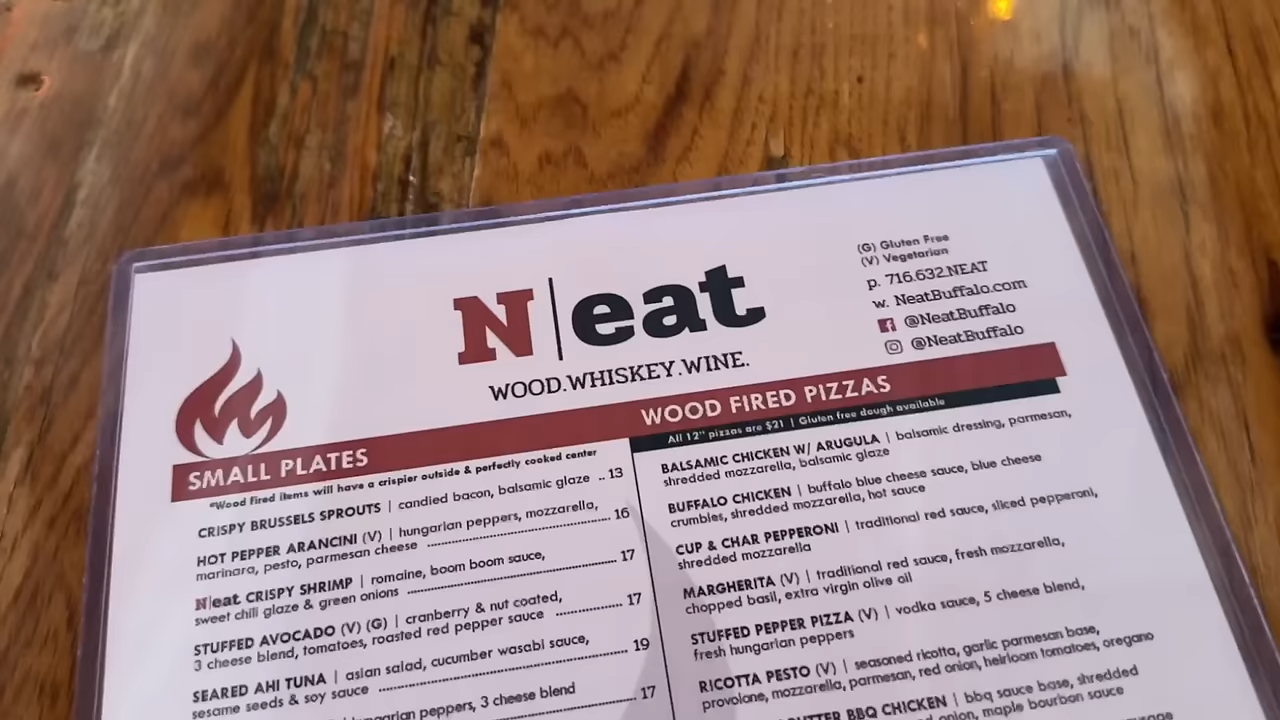 N|eat
WOOD.WHISKEY.WINE.
(G) Gluten Free
(V) Vegetarian
p. 716.632.NEAT
w. NeatBuffalo.com
@NeatBuffalo
@NeatBuffalo
SMALL PLATES
*Wood fired items will have a crispier outside & perfectly cooked center
CRISPY BRUSSELS SPROUTS | candied bacon, balsamic glaze .. 13
HOT PEPPER ARANCINI (V) | hungarian peppers, mozzarella,
marinara, pesto, parmesan cheese ........ 16
N|eat CRISPY SHRIMP | romaine, boom boom sauce,
sweet chili glaze & green onions ........ 17
STUFFED AVOCADO (V) (G) | cranberry & nut coated,
3 cheese blend, tomatoes, roasted red pepper sauce ........ 17
SEARED AHI TUNA | asian salad, cucumber wasabi sauce,
sesame seeds & soy sauce ........ 19
hungarian peppers, 3 cheese blend
........ 17
WOOD FIRED PIZZAS
All 12" pizzas are $21 | Gluten free dough available
BALSAMIC CHICKEN W/ ARUGULA | balsamic dressing, parmesan,
shredded mozzarella, balsamic glaze
BUFFALO CHICKEN | buffalo blue cheese sauce, blue cheese
crumbles, shredded mozzarella, hot sauce
CUP & CHAR PEPPERONI | traditional red sauce, sliced pepperoni,
shredded mozzarella
MARGHERITA (V) | traditional red sauce, fresh mozzarella,
chopped basil, extra virgin olive oil
STUFFED PEPPER PIZZA (V) | vodka sauce, 5 cheese blend,
fresh hungarian peppers
RICOTTA PESTO (V) | seasoned ricotta, garlic parmesan base,
provolone, mozzarella, parmesan, red onion, heirloom tomatoes, oregano
BBQ CHICKEN | bbq sauce base, shredded
onion, maple bourbon sauce